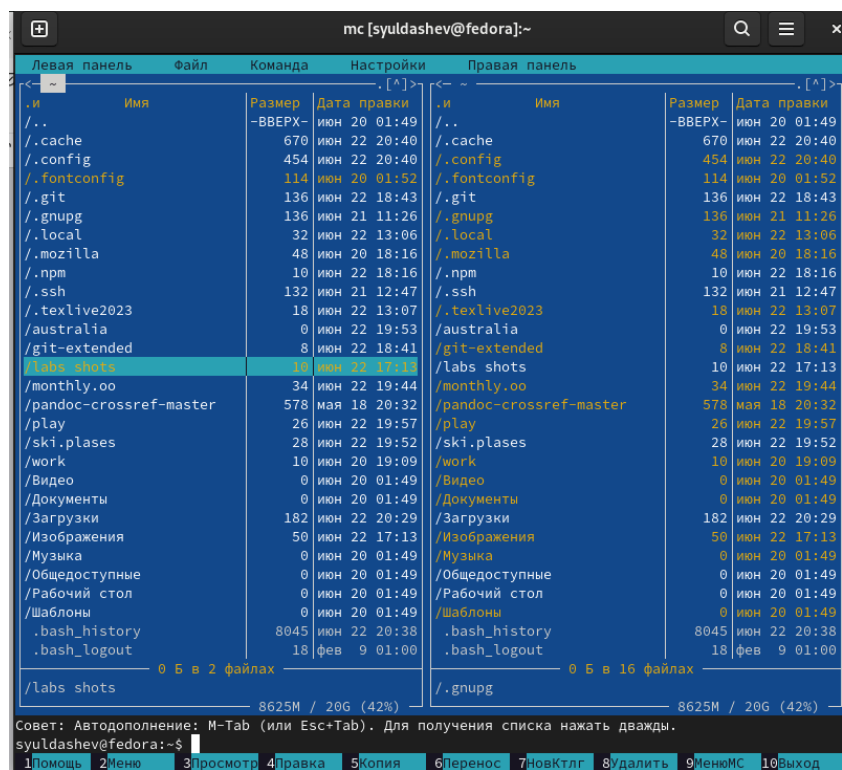 mc [syuldashev@fedora]:~
Левая панель Файл Команда Настройки Правая панель
<— ~ .[^]> <— ~ .[^]>
.и Имя Размер Дата правки .и Имя Размер Дата правки
/.. -ВВЕРХ- июн 20 01:49 /.. -ВВЕРХ- июн 20 01:49
/.cache 670 июн 22 20:40 /.cache 670 июн 22 20:40
/.config 454 июн 22 20:40 /.config 454 июн 22 20:40
/.fontconfig 114 июн 20 01:52 /.fontconfig 114 июн 20 01:52
/.git 136 июн 22 18:43 /.git 136 июн 22 18:43
/.gnupg 136 июн 21 11:26 /.gnupg 136 июн 21 11:26
/.local 32 июн 22 13:06 /.local 32 июн 22 13:06
/.mozilla 48 июн 20 18:16 /.mozilla 48 июн 20 18:16
/.npm 10 июн 22 18:16 /.npm 10 июн 22 18:16
/.ssh 132 июн 21 12:47 /.ssh 132 июн 21 12:47
/.texlive2023 18 июн 22 13:07 /.texlive2023 18 июн 22 13:07
/australia 0 июн 22 19:53 /australia 0 июн 22 19:53
/git-extended 8 июн 22 18:41 /git-extended 8 июн 22 18:41
/labs shots 10 июн 22 17:13 /labs shots 10 июн 22 17:13
/monthly.oo 34 июн 22 19:44 /monthly.oo 34 июн 22 19:44
/pandoc-crossref-master 578 мая 18 20:32 /pandoc-crossref-master 578 мая 18 20:32
/play 26 июн 22 19:57 /play 26 июн 22 19:57
/ski.plases 28 июн 22 19:52 /ski.plases 28 июн 22 19:52
/work 10 июн 20 19:09 /work 10 июн 20 19:09
/Видео 0 июн 20 01:49 /Видео 0 июн 20 01:49
/Документы 0 июн 20 01:49 /Документы 0 июн 20 01:49
/Загрузки 182 июн 22 20:29 /Загрузки 182 июн 22 20:29
/Изображения 50 июн 22 17:13 /Изображения 50 июн 22 17:13
/Музыка 0 июн 20 01:49 /Музыка 0 июн 20 01:49
/Общедоступные 0 июн 20 01:49 /Общедоступные 0 июн 20 01:49
/Рабочий стол 0 июн 20 01:49 /Рабочий стол 0 июн 20 01:49
/Шаблоны 0 июн 20 01:49 /Шаблоны 0 июн 20 01:49
.bash_history 8045 июн 22 20:38 .bash_history 8045 июн 22 20:38
.bash_logout 18 фев 9 01:00 .bash_logout 18 фев 9 01:00
0 Б в 2 файлах 0 Б в 16 файлах
/labs shots /.gnupg
8625M / 20G (42%) 8625M / 20G (42%)
Совет: Автодополнение: M-Tab (или Esc+Tab). Для получения списка нажать дважды.
syuldashev@fedora:~$
1Помощь 2Меню 3Просмотр 4Правка 5Копия 6Перенос 7НовКтлг 8Удалить 9МенюMC 10Выход